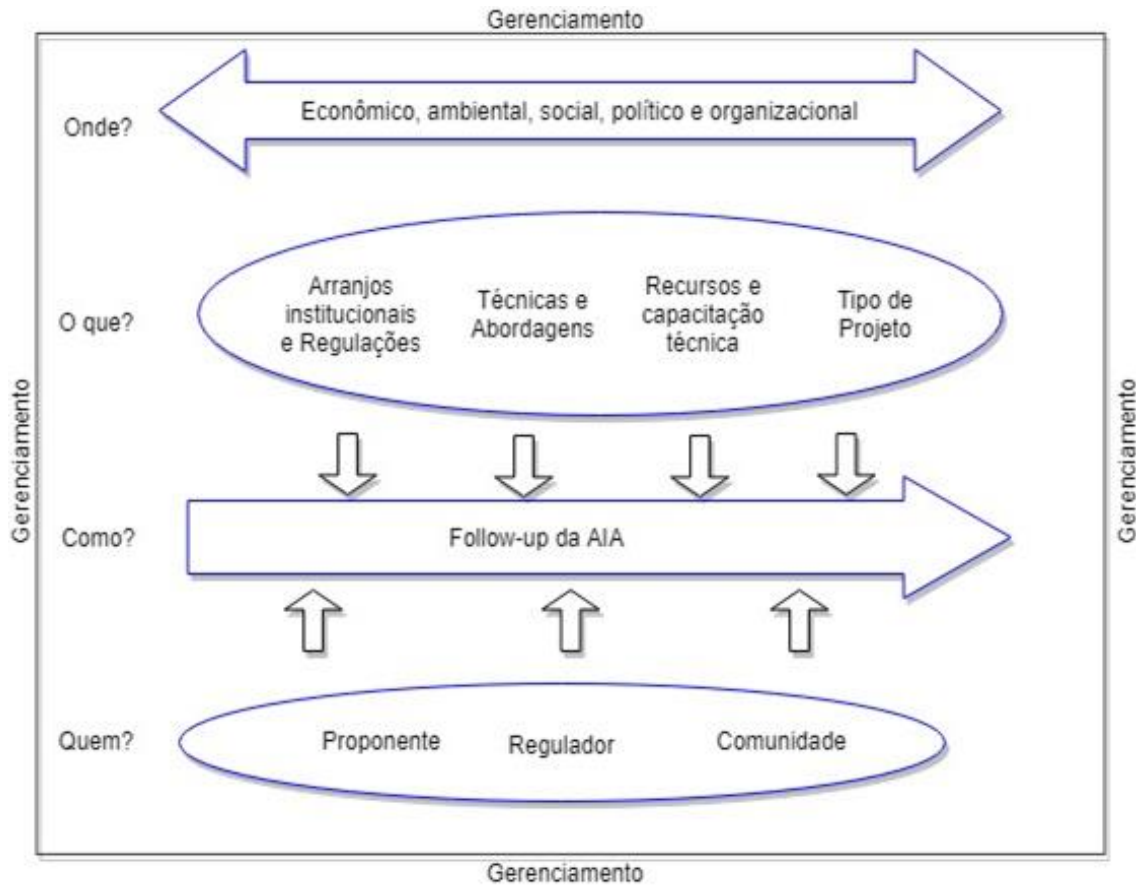 Gerenciamento
Onde?
Econômico, ambiental, social, político e organizacional
O que?
Arranjos
institucionais
e Regulações
Técnicas e
Abordagens
Recursos e
capacitação
técnica
Tipo de
Projeto
Gerenciamento
Gerenciamento
Como?
Follow-up da AIA
Quem?
Proponente
Regulador
Comunidade
Gerenciamento